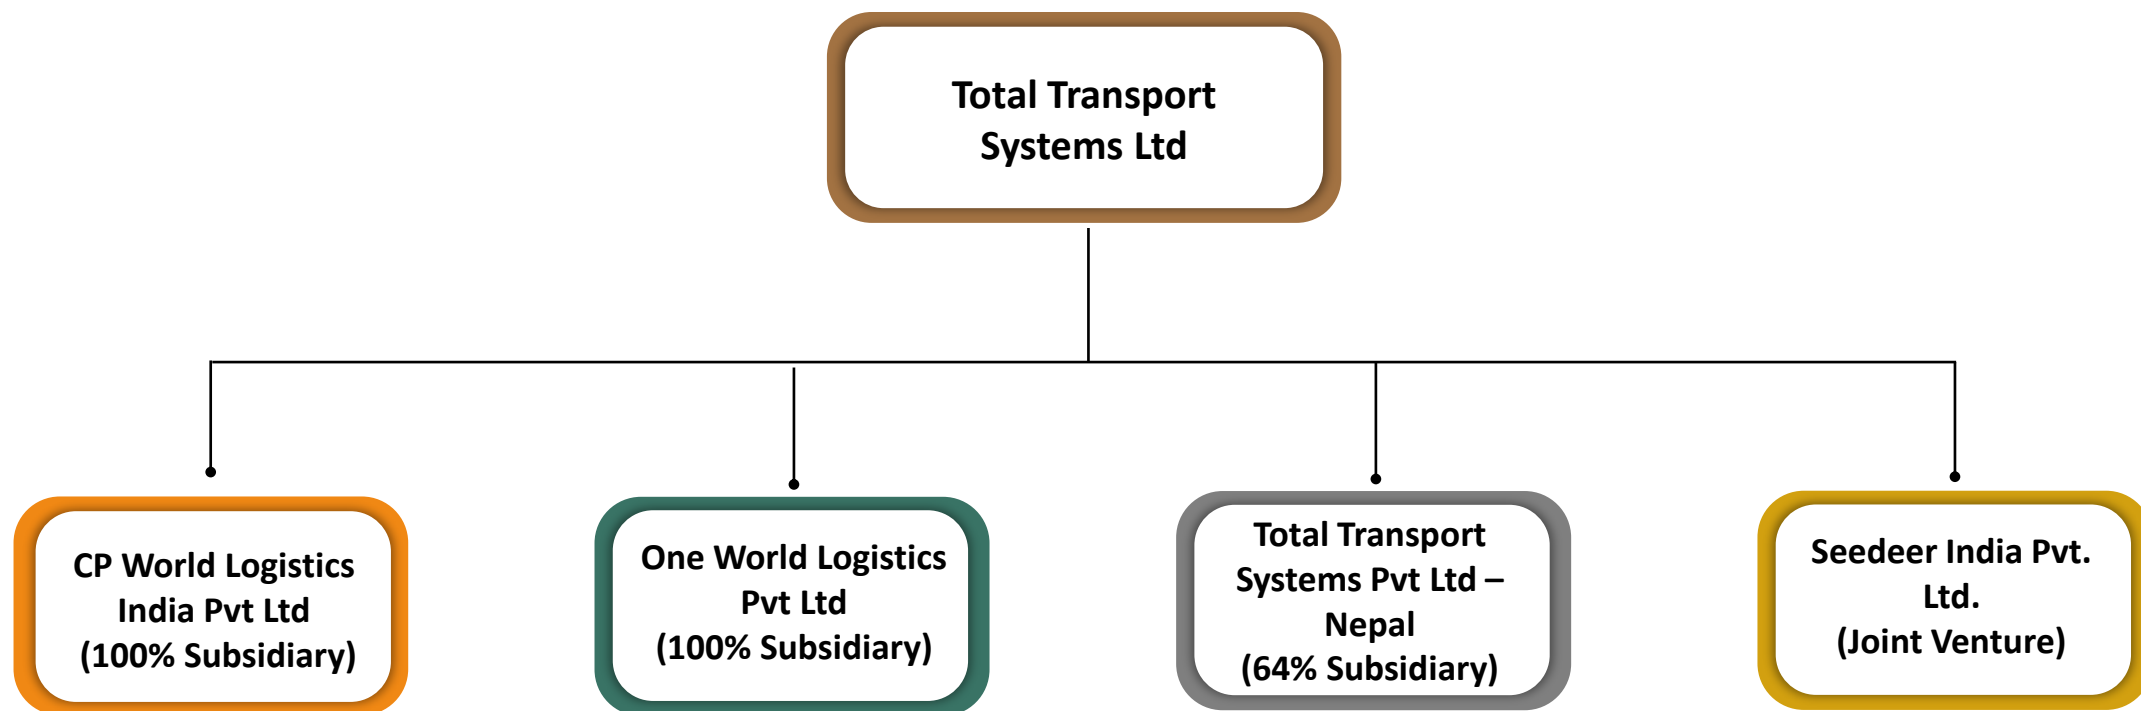 Total Transport
Systems Ltd
CP World Logistics
India Pvt Ltd
(100% Subsidiary)
One World Logistics
Pvt Ltd
(100% Subsidiary)
Total Transport
Systems Pvt Ltd –
Nepal
(64% Subsidiary)
Seedeer India Pvt.
Ltd.
(Joint Venture)